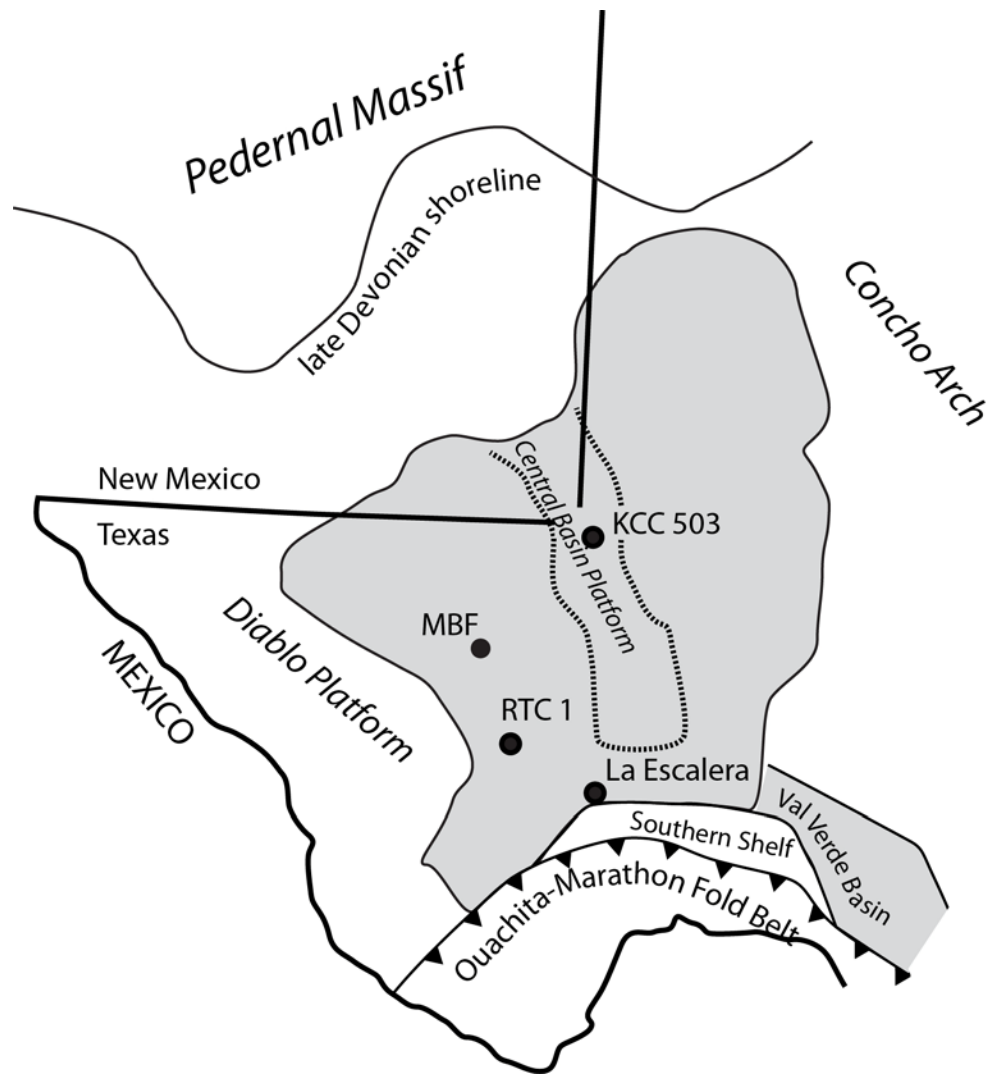 Pedernal Massif
late Devonian shoreline
Concho Arch
New Mexico
Texas
Central Basin Platform
KCC 503
MBF
Diablo Platform
MEXICO
RTC 1
La Escalera
Southern Shelf
Val Verde Basin
Ouachita-Marathon Fold Belt